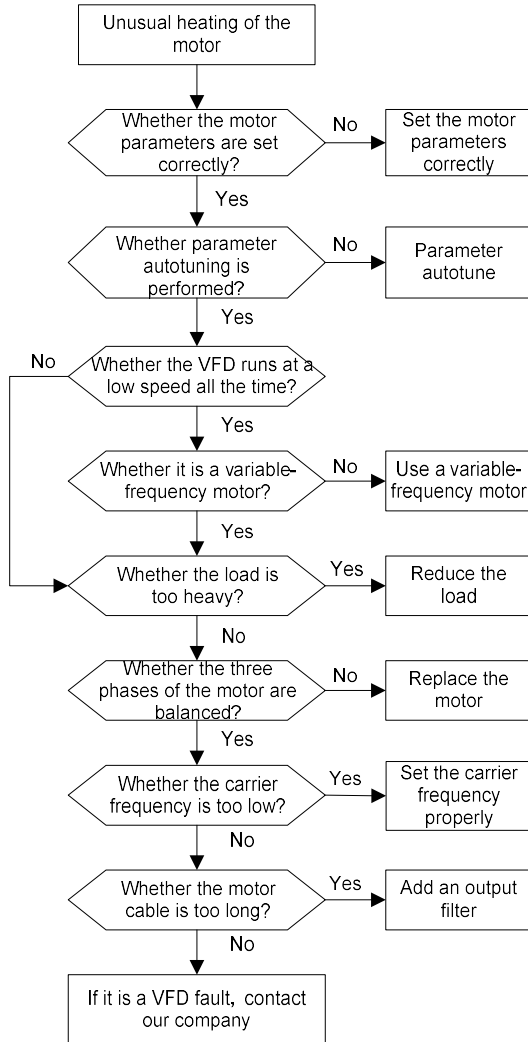 Unusual heating of the
motor
Whether the motor
parameters are set
correctly?
No
Set the motor
parameters
correctly
Yes
Whether parameter
autotuning is
performed?
No
Parameter
autotune
Yes
No
Whether the VFD runs at a
low speed all the time?
Yes
Whether it is a variable-
frequency motor?
No
Use a variable-
frequency motor
Yes
Whether the load is
too heavy?
Yes
Reduce the
load
No
Whether the three
phases of the motor are
balanced?
No
Replace the
motor
Yes
Whether the carrier
frequency is too low?
Yes
Set the carrier
frequency
properly
No
Whether the motor
cable is too long?
Yes
Add an output
filter
No
If it is a VFD fault, contact
our company